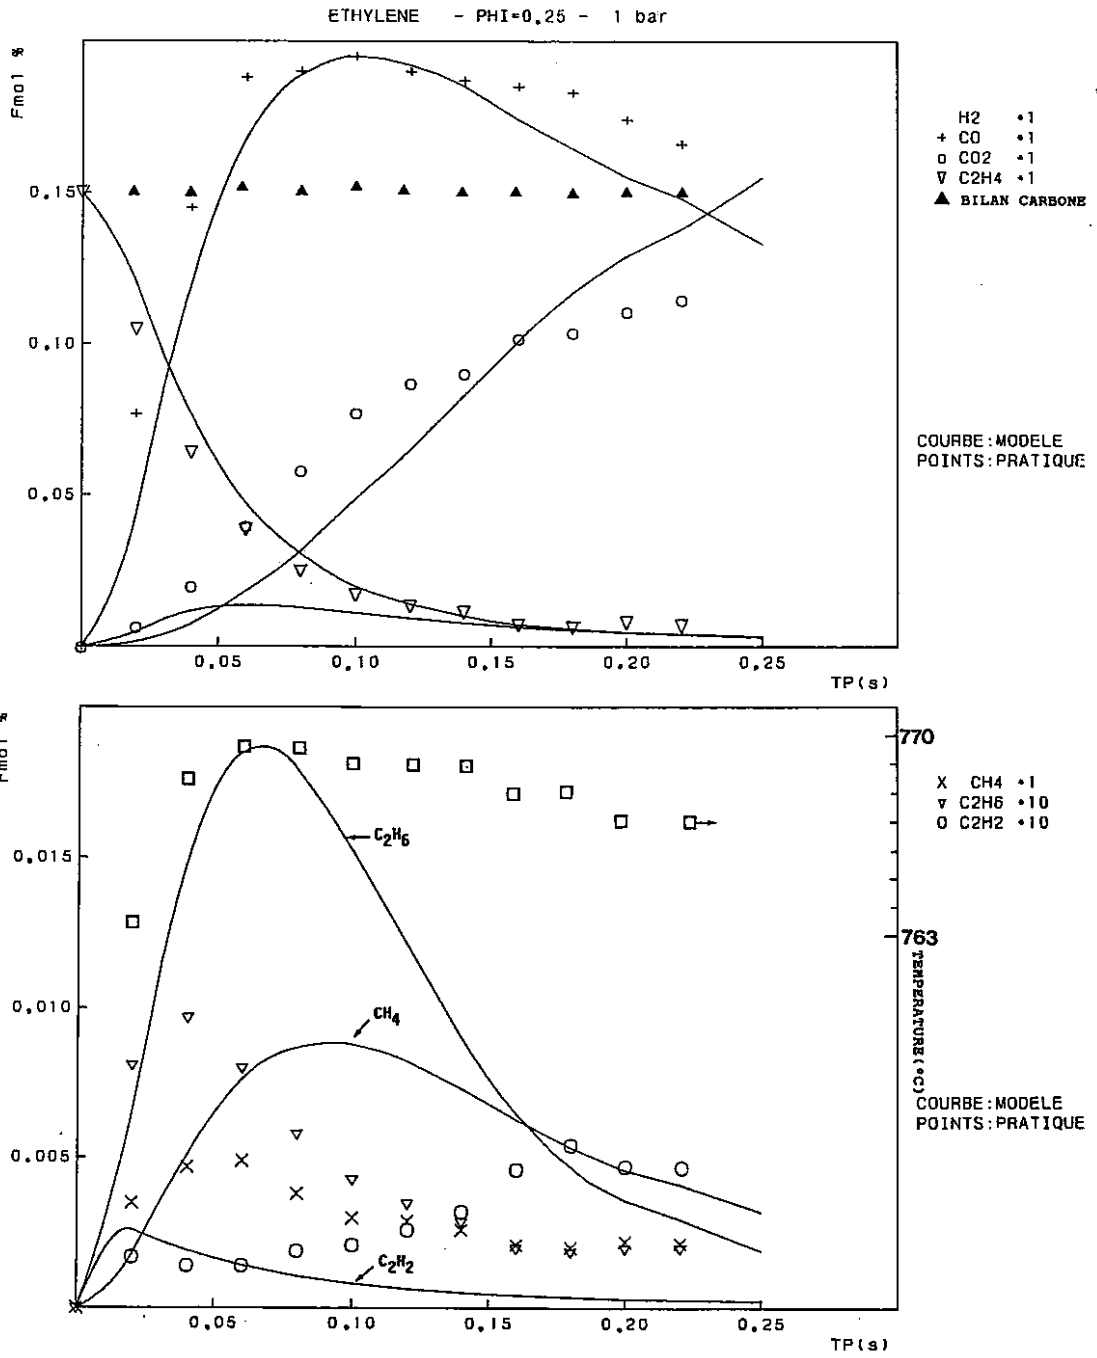 ETHYLENE - PHI=0.25 - 1 bar
Fmol %
H2 *1
+ CO *1
o CO2 *1
▽ C2H4 *1
▲ BILAN CARBONE
0.15
0.10
0.05
COURBE:MODELE
POINTS:PRATIQUE
0.05 0.10 0.15 0.20 0.25
TP(s)
Fmol %
770
X CH4 *1
▽ C2H6 *10
O C2H2 *10
C2H6
0.015
763
TEMPERATURE(°C)
0.010
CH4
COURBE:MODELE
POINTS:PRATIQUE
0.005
C2H2
0.05 0.10 0.15 0.20 0.25
TP(s)